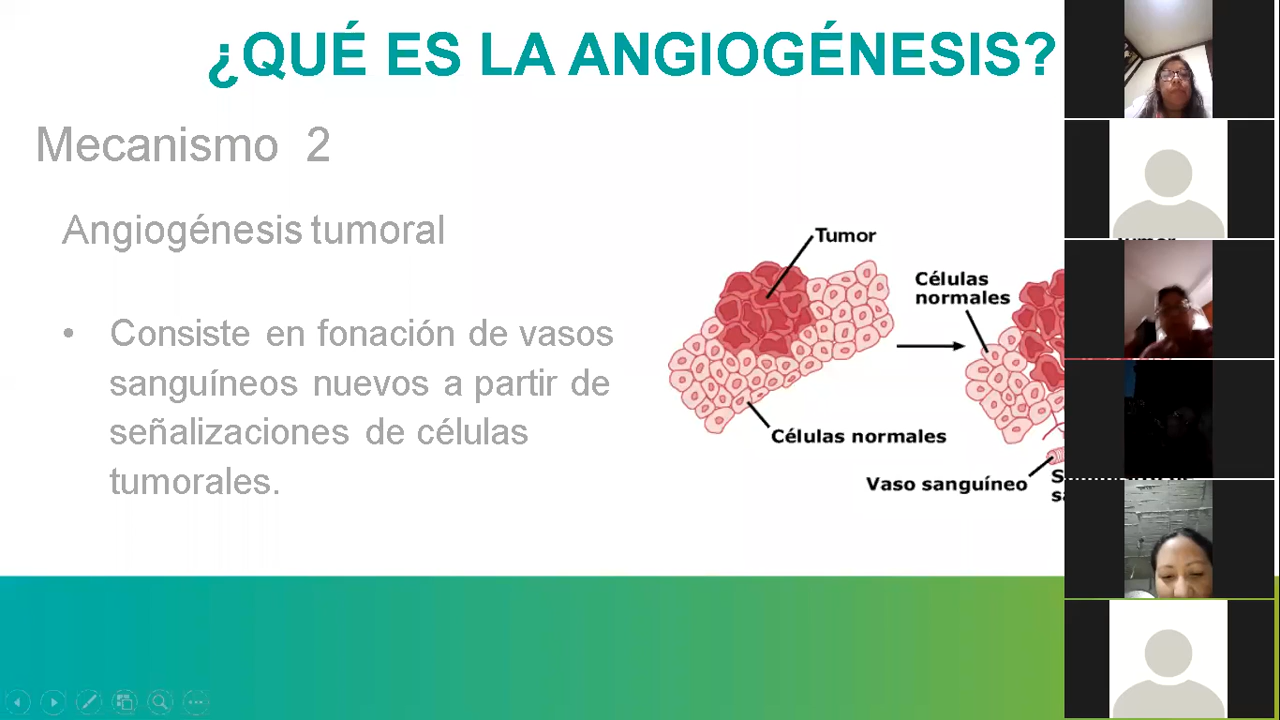 ¿QUÉ ES LA ANGIOGÉNESIS?
Mecanismo 2
Angiogénesis tumoral
• Consiste en fonación de vasos
sanguíneos nuevos a partir de
señalizaciones de células
tumorales.
Tumor
Células
normales
Células normales
Vaso sanguíneo